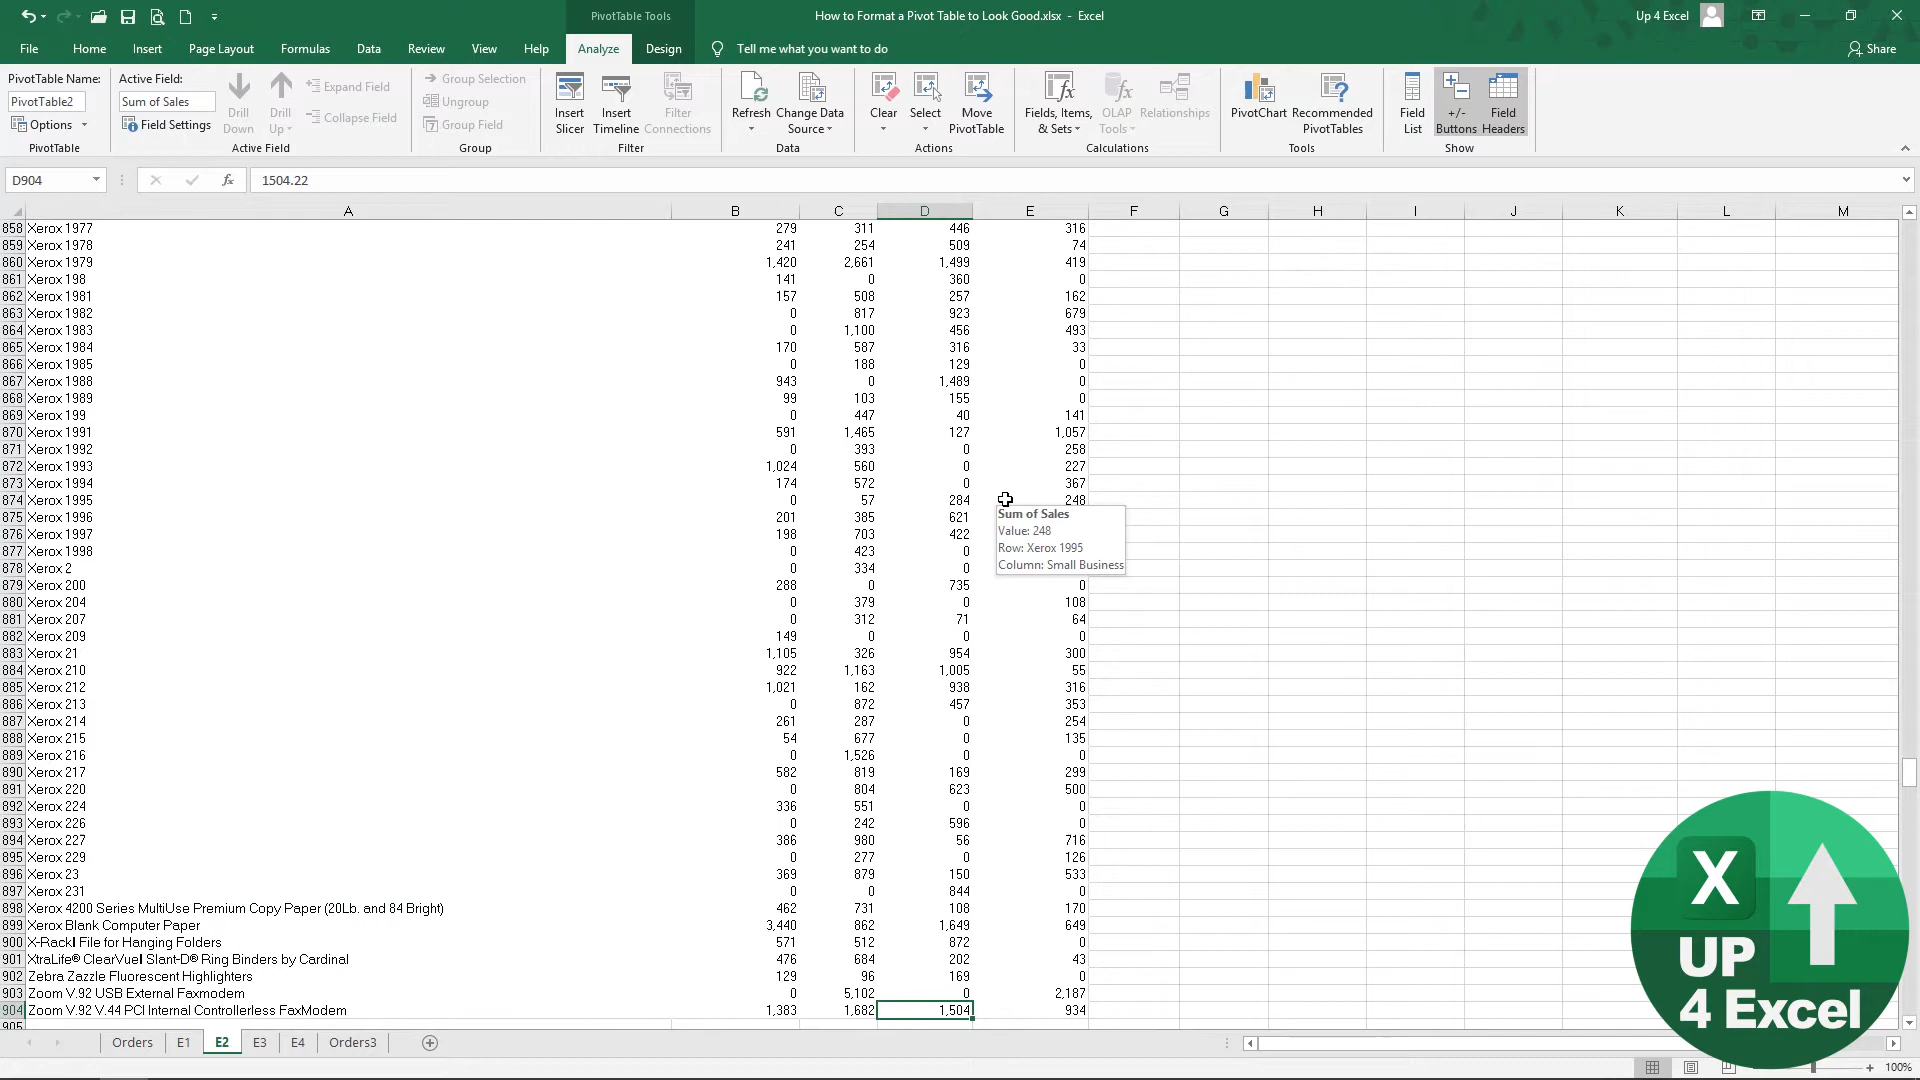 PivotTable Tools
How to Format a Pivot Table to Look Good.xlsx - Excel
Up 4 Excel
File Home Insert Page Layout Formulas Data Review View Help Analyze Design Tell me what you want to do Share
PivotTable Name:
PivotTable2
Options
PivotTable
Active Field:
Sum of Sales
Field Settings
Drill Down
Drill Up
Expand Field
Collapse Field
Active Field
Group Selection
Ungroup
Group Field
Group
Insert Slicer
Insert Timeline
Filter Connections
Filter
Refresh
Change Data Source
Data
Clear
Select
Move PivotTable
Actions
Fields, Items, & Sets
OLAP Tools
Relationships
Calculations
PivotChart
Recommended PivotTables
Tools
Field List
+/- Buttons
Field Headers
Show
D904 fx 1504.22
A B C D E F G H I J K L M
858 Xerox 1977 279 311 446 316
859 Xerox 1978 241 254 509 74
860 Xerox 1979 1,420 2,661 1,499 419
861 Xerox 198 141 0 360 0
862 Xerox 1981 157 508 257 162
863 Xerox 1982 0 817 923 679
864 Xerox 1983 0 1,100 456 493
865 Xerox 1984 170 587 316 33
866 Xerox 1985 0 188 129 0
867 Xerox 1988 943 0 1,489 0
868 Xerox 1989 99 103 155 0
869 Xerox 199 0 447 40 141
870 Xerox 1991 591 1,465 127 1,057
871 Xerox 1992 0 393 0 258
872 Xerox 1993 1,024 560 0 227
873 Xerox 1994 174 572 0 367
874 Xerox 1995 0 57 284 248
875 Xerox 1996 201 385 621
876 Xerox 1997 198 703 422
877 Xerox 1998 0 423 0
878 Xerox 2 0 334 0
Sum of Sales
Value: 248
Row: Xerox 1995
Column: Small Business
879 Xerox 200 288 0 735 0
880 Xerox 204 0 379 0 108
881 Xerox 207 0 312 71 64
882 Xerox 209 149 0 0 0
883 Xerox 21 1,105 326 954 300
884 Xerox 210 922 1,163 1,005 55
885 Xerox 212 1,021 162 938 316
886 Xerox 213 0 872 457 353
887 Xerox 214 261 287 0 254
888 Xerox 215 54 677 0 135
889 Xerox 216 0 1,526 0 0
890 Xerox 217 582 819 169 299
891 Xerox 220 0 804 623 500
892 Xerox 224 336 551 0 0
893 Xerox 226 0 242 596 0
894 Xerox 227 386 980 56 716
895 Xerox 229 0 277 0 126
896 Xerox 23 369 879 150 533
897 Xerox 231 0 0 844 0
898 Xerox 4200 Series MultiUse Premium Copy Paper (20Lb. and 84 Bright) 462 731 108 170
899 Xerox Blank Computer Paper 3,440 862 1,649 649
900 X-Rack! File for Hanging Folders 571 512 872 0
901 XtraLife® ClearVue! Slant-D® Ring Binders by Cardinal 476 684 202 43
902 Zebra Zazzle Fluorescent Highlighters 129 96 169 0
903 Zoom V.92 USB External Faxmodem 0 5,102 0 2,187
904 Zoom V.92 V.44 PCI Internal Controllerless FaxModem 1,383 1,682 1,504 934
905
X UP
4 Excel
Orders E1 E2 E3 E4 Orders3
100%